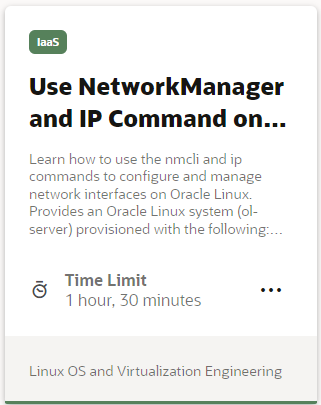 IaaS
Use NetworkManager
and IP Command on...
Learn how to use the nmcli and ip
commands to configure and manage
network interfaces on Oracle Linux.
Provides an Oracle Linux system (ol-
server) provisioned with the following:...
Time Limit
1 hour, 30 minutes
Linux OS and Virtualization Engineering